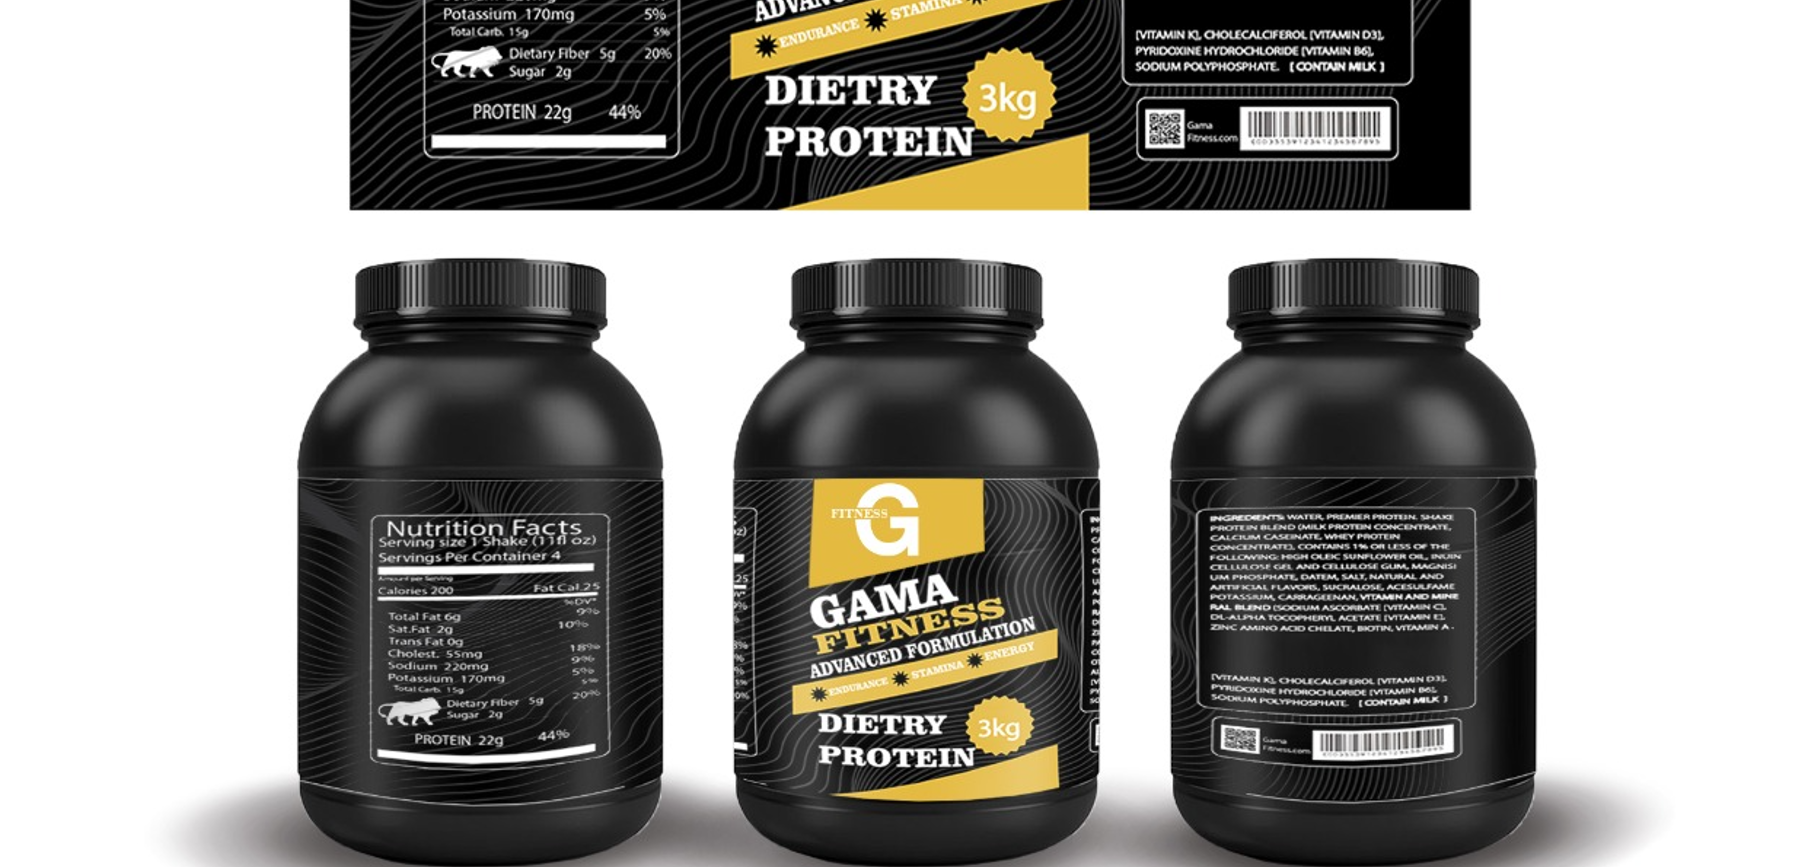 Potassium 170mg 5%
Total Carb. 15g 5%
Dietary Fiber 5g 20%
Sugar 2g
PROTEIN 22g 44%
ENDURANCE STAMINA
DIETRY
PROTEIN
3kg
[VITAMIN K], CHOLECALCIFEROL [VITAMIN D3],
PYRIDOXINE HYDROCHLORIDE [VITAMIN B6],
SODIUM POLYPHOSPHATE. [ CONTAIN MILK ]
Gama
Fitness.com
Nutrition Facts
Serving size 1 Shake (11fl oz)
Servings Per Container 4
Amount per Serving
Calories 200 Fat Cal.25
%DV*
Total Fat 6g 9%
Sat.Fat 2g 10%
Trans Fat 0g
Cholest. 55mg 18%
Sodium 220mg 9%
Potassium 170mg 5%
Total Carb. 15g 5%
Dietary Fiber 5g 20%
Sugar 2g
PROTEIN 22g 44%
FITNESS
G
GAMA
FITNESS
ADVANCED FORMULATION
ENDURANCE STAMINA ENERGY
DIETRY
PROTEIN
3kg
INGREDIENTS: WATER, PREMIER PROTEIN. SHAKE
PROTEIN BLEND (MILK PROTEIN CONCENTRATE,
CALCIUM CASEINATE, WHEY PROTEIN
CONCENTRATE), CONTAINS 1% OR LESS OF THE
FOLLOWING: HIGH OLEIC SUNFLOWER OIL, INUIN
CELLULOSE GEL AND CELLULOSE GUM, MAGNISI
UM PHOSPHATE, DATEM, SALT, NATURAL AND
ARTIFICIAL FLAVORS, SUCRALOSE, ACESULFAME
POTASSIUM, CARRAGEENAN, VITAMIN AND MINE
RAL BLEND [SODIUM ASCORBATE [VITAMIN C],
DL-ALPHA TOCOPHERYL ACETATE [VITAMIN E],
ZINC AMINO ACID CHELATE, BIOTIN, VITAMIN A .
[VITAMIN K], CHOLECALCIFEROL [VITAMIN D3],
PYRIDOXINE HYDROCHLORIDE [VITAMIN B6],
SODIUM POLYPHOSPHATE. [ CONTAIN MILK ]
Gama
Fitness.com